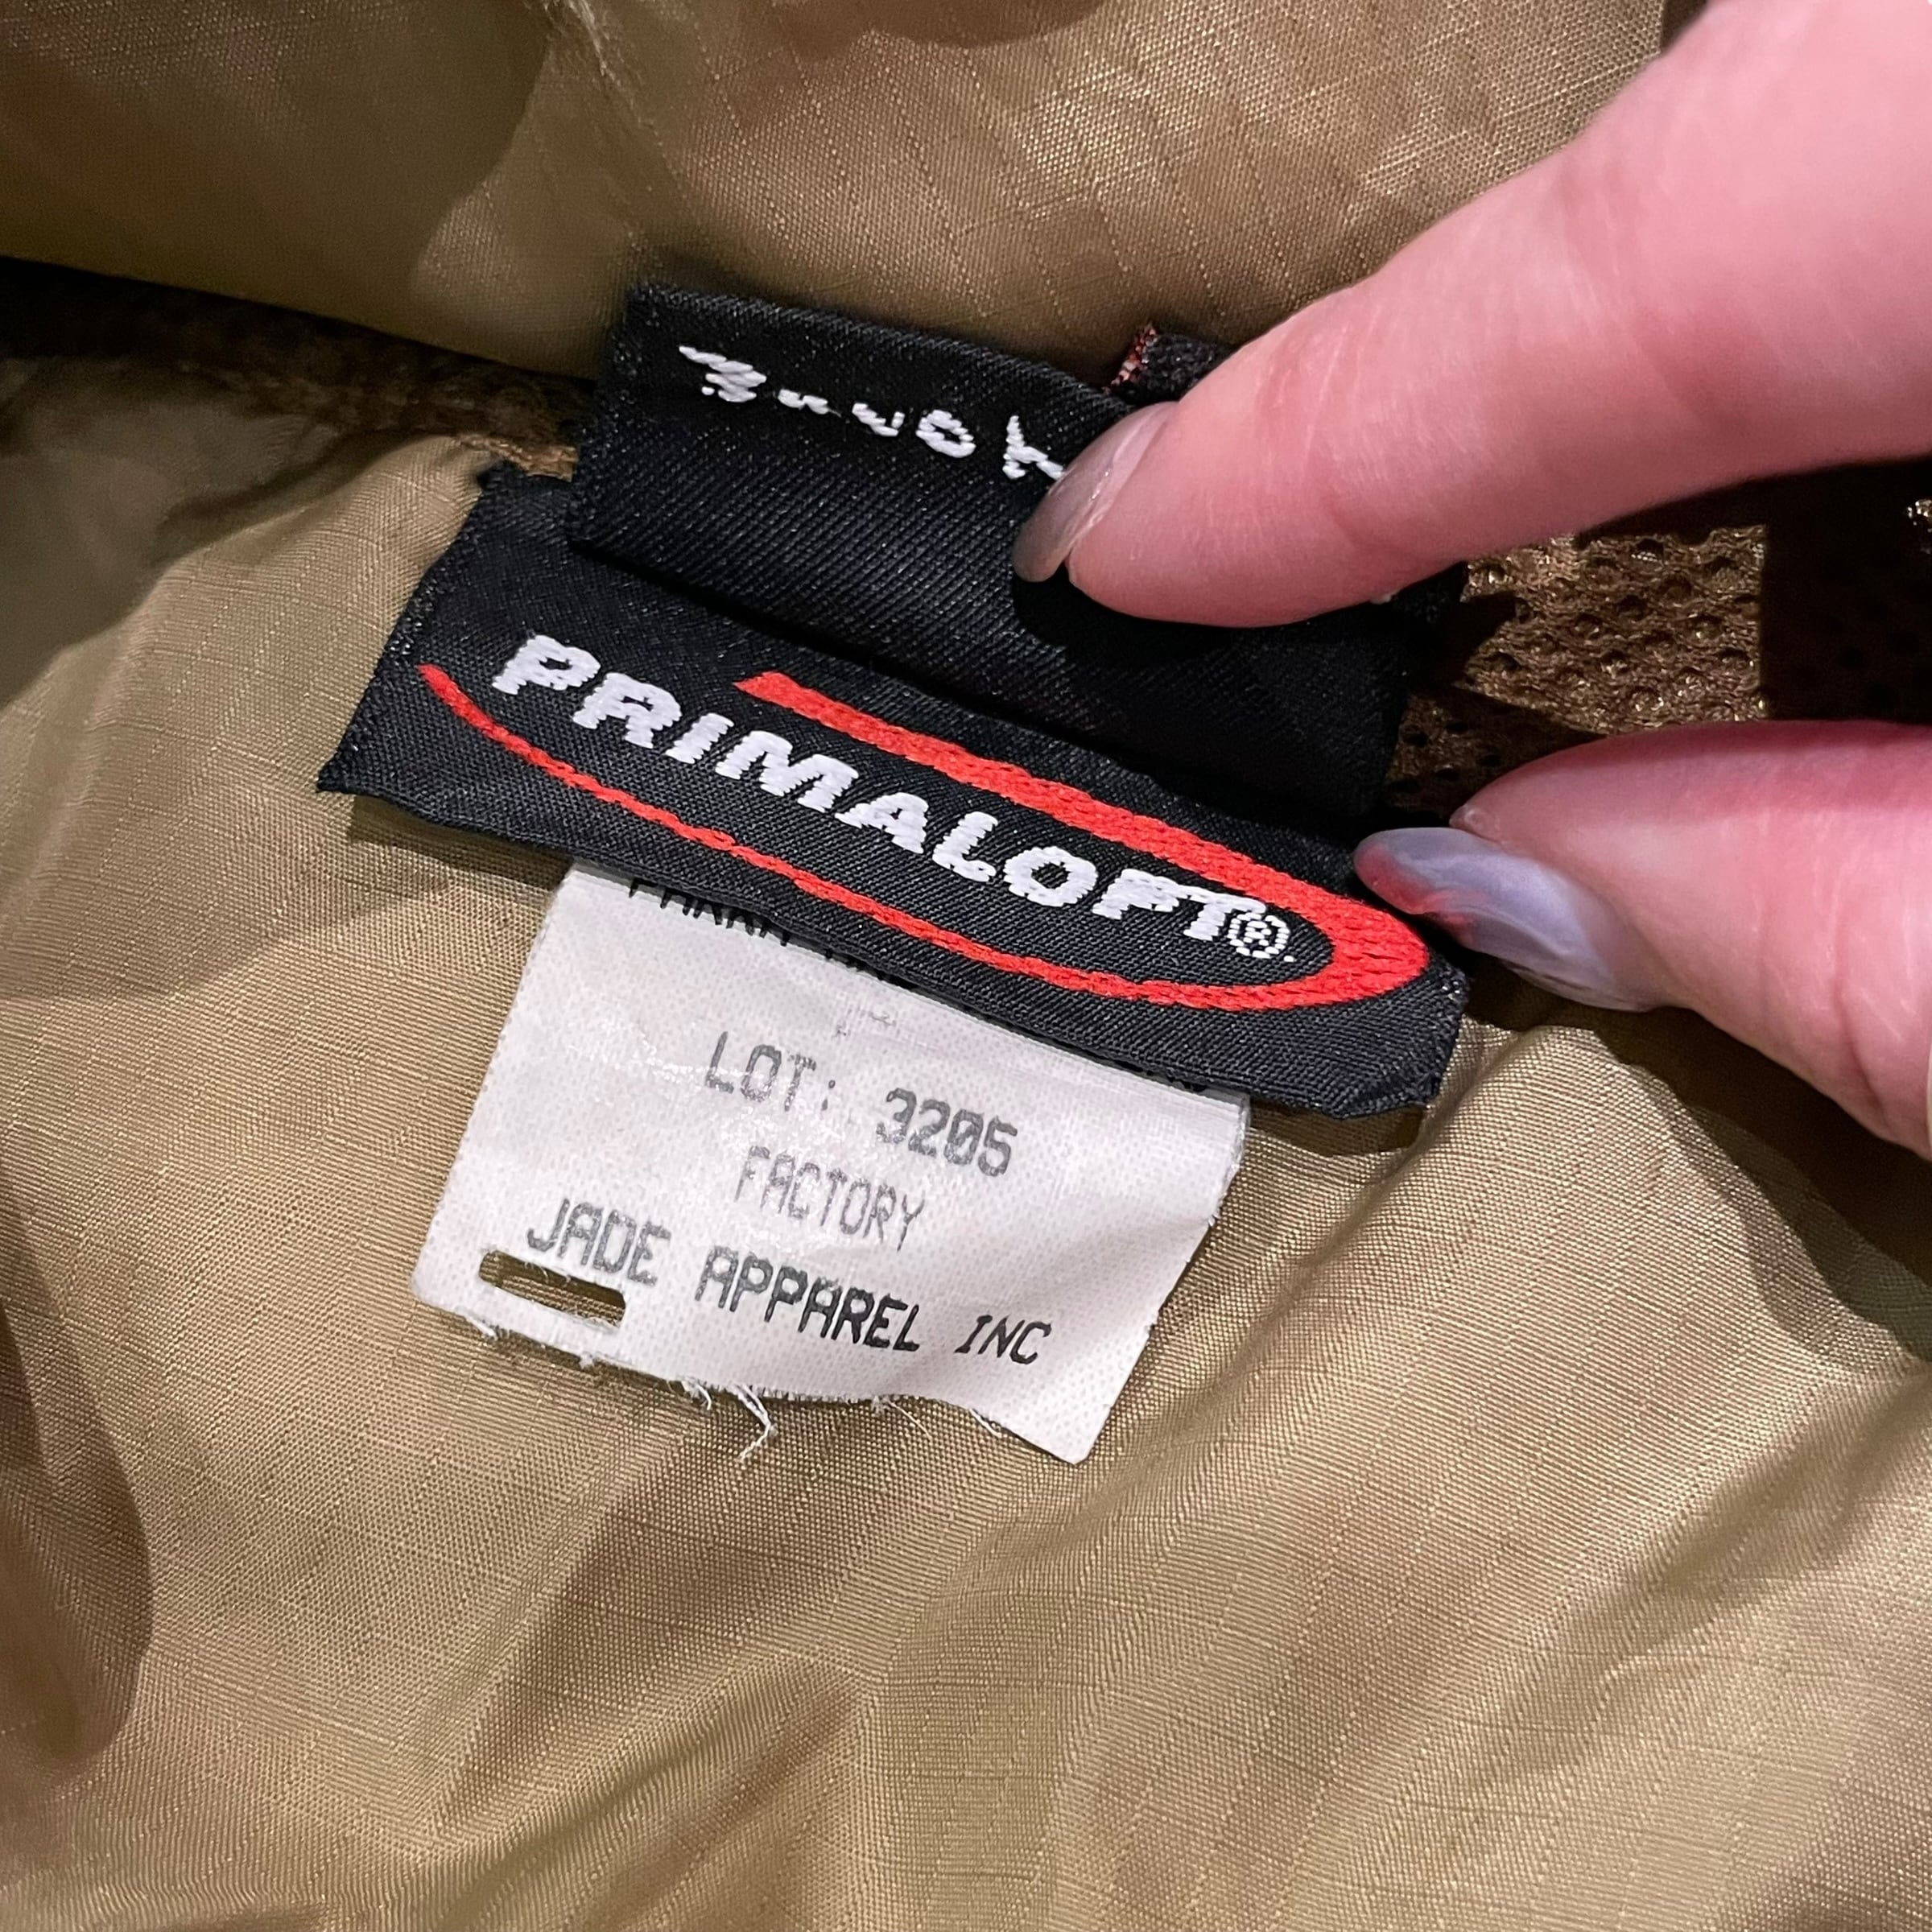 PRIMALOFT®
LOT: 3205
FACTORY
JADE APPAREL INC